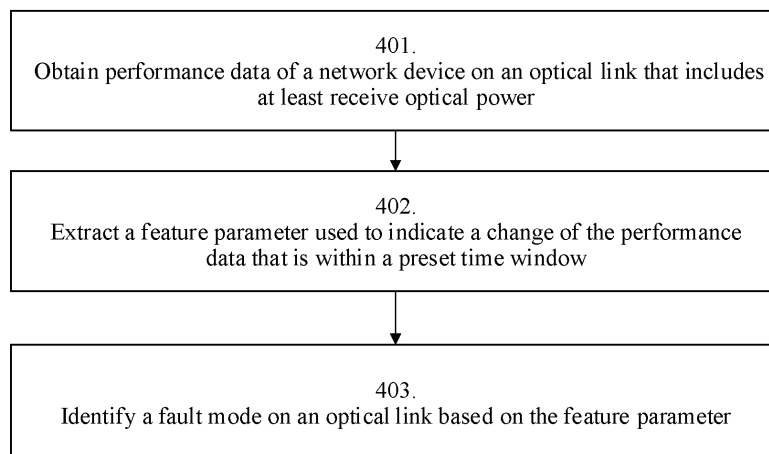 401.
Obtain performance data of a network device on an optical link that includes
at least receive optical power
402.
Extract a feature parameter used to indicate a change of the performance
data that is within a preset time window
403.
Identify a fault mode on an optical link based on the feature parameter